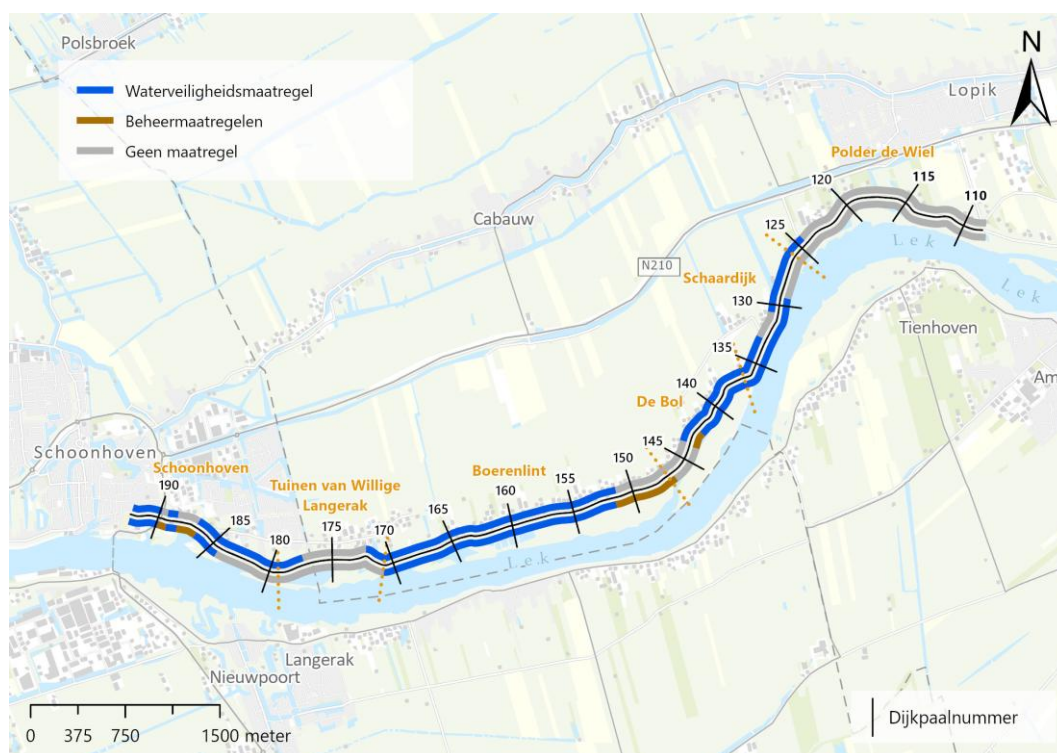 Polsbroek
Waterveiligheidsmaatregel
Beheermaatregelen
Geen maatregel
N
Lopik
Polder de Wiel
120
115
110
Cabauw
125
Lek
Lek
N210
Schaardijk
130
Tienhoven
135
Am
140
De Bol
145
Schoonhoven
Schoonhoven
190
Tuinen van Willige
Langerak
Boerenlint
150
155
160
165
185
180
175
170
Lek
Langerak
Nieuwpoort
0 375 750 1500 meter
Dijkpaalnummer